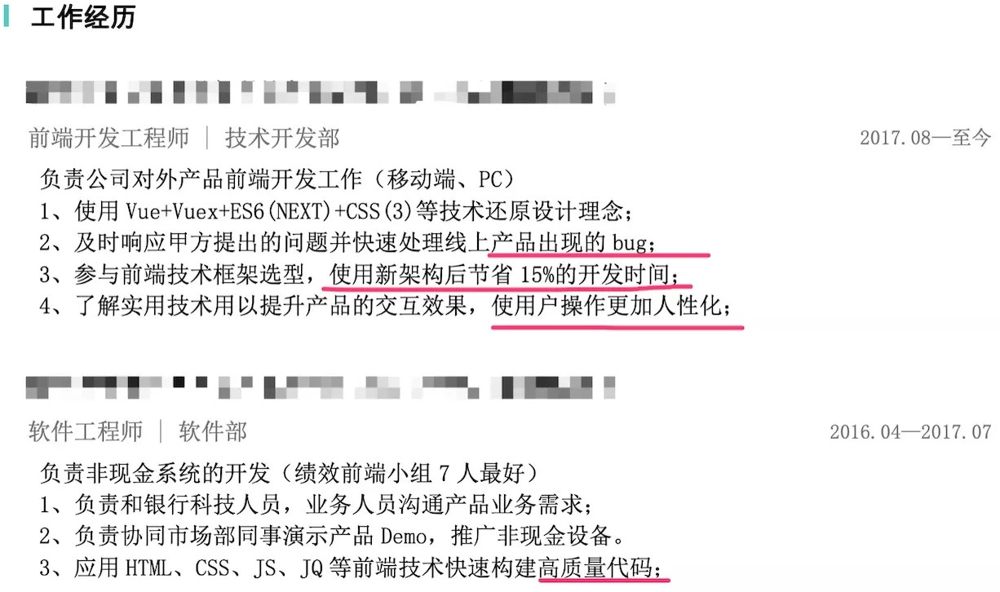 工作经历
前端开发工程师 | 技术开发部 2017.08—至今
负责公司对外产品前端开发工作（移动端、PC）
1、使用 Vue+Vuex+ES6(NEXT)+CSS(3)等技术还原设计理念;
2、及时响应甲方提出的问题并快速处理线上产品出现的 bug;
3、参与前端技术框架选型，使用新架构后节省 15%的开发时间;
4、了解实用技术用以提升产品的交互效果，使用户操作更加人性化;
软件工程师 | 软件部 2016.04—2017.07
负责非现金系统的开发（绩效前端小组 7 人最好）
1、负责和银行科技人员，业务人员沟通产品业务需求;
2、负责协同市场部同事演示产品 Demo，推广非现金设备。
3、应用 HTML、CSS、JS、JQ 等前端技术快速构建高质量代码;